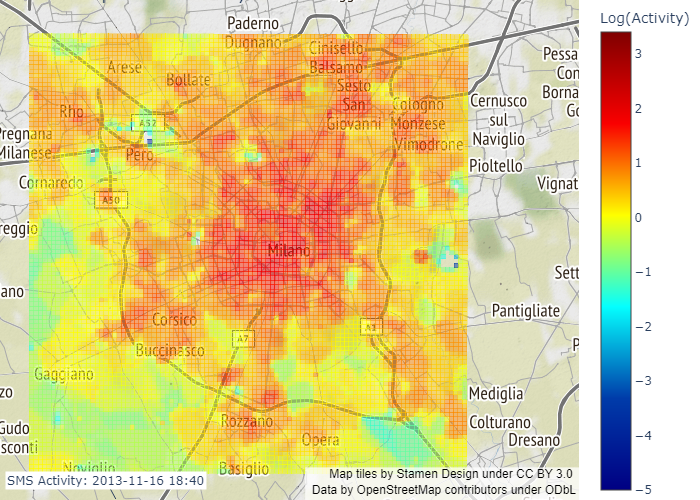 Log(Activity)
Paderno
Dugnano
Cinisello
Balsamo
Arese
Bollate
Sesto
San
Giovanni
Rho
Cologno
Monzese
Vimodrone
A52
Pregnana
Milanese
Pero
Cernusco
sul
Naviglio
Pioltello
Pessa
Con
Borna
Go
Cornaredo
A50
Vignat
reggio
Milano
Sett
ano
Pantigliate
Corsico
A7
A1
Buccinasco
P
Gaggiano
zo
Mediglia
Gudo
sconti
Rozzano
Opera
Colturano
Dresano
Noviglio
Basiglio
SMS Activity: 2013-11-16 18:40
Map tiles by Stamen Design under CC BY 3.0
Data by OpenStreetMap contributors under ODbL
3
2
1
0
−1
−2
−3
−4
−5